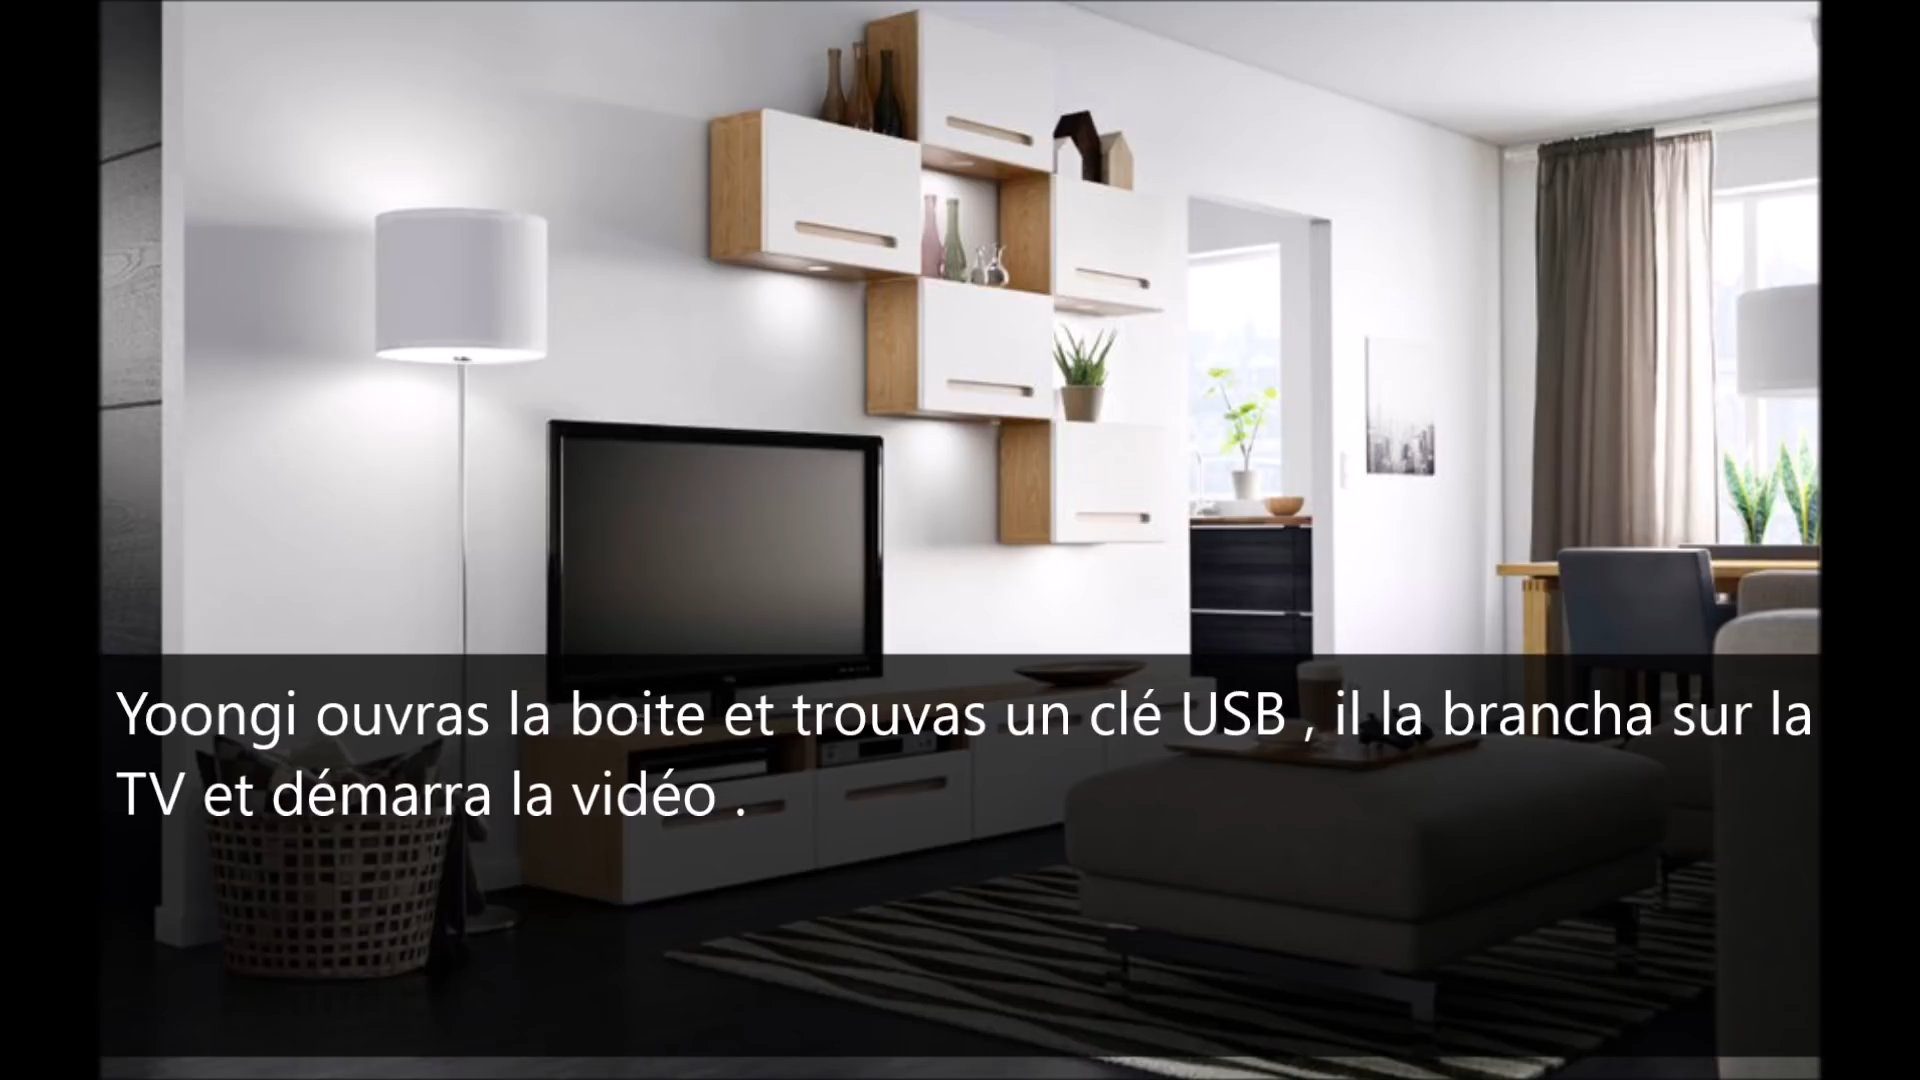 Yoongi ouvras la boite et trouvas un clé USB , il la brancha sur la
TV et démarra la vidéo .